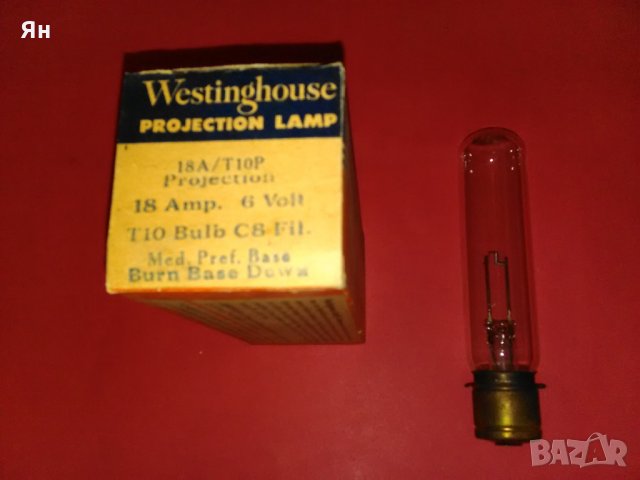 Ян
Westinghouse
PROJECTION LAMP
18A/T10P
Projection
18 Amp. 6 Volt
T10 Bulb C8 Fil.
Med. Pref. Base
Burn Base Down
BAZAR